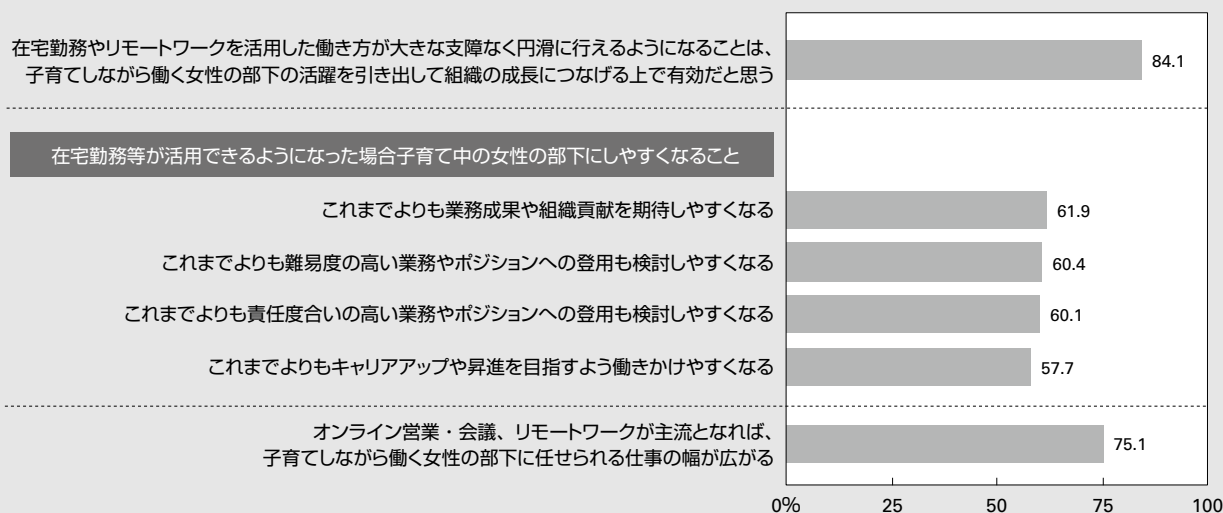 在宅勤務やリモートワークを活用した働き方が大きな支障なく円滑に行えるようになることは、
子育てしながら働く女性の部下の活躍を引き出して組織の成長につなげる上で有効だと思う
84.1
在宅勤務等が活用できるようになった場合子育て中の女性の部下にしやすくなること
これまでよりも業務成果や組織貢献を期待しやすくなる
61.9
これまでよりも難易度の高い業務やポジションへの登用も検討しやすくなる
60.4
これまでよりも責任度合いの高い業務やポジションへの登用も検討しやすくなる
60.1
これまでよりもキャリアアップや昇進を目指すよう働きかけやすくなる
57.7
オンライン営業・会議、リモートワークが主流となれば、
子育てしながら働く女性の部下に任せられる仕事の幅が広がる
75.1
0% 25 50 75 100